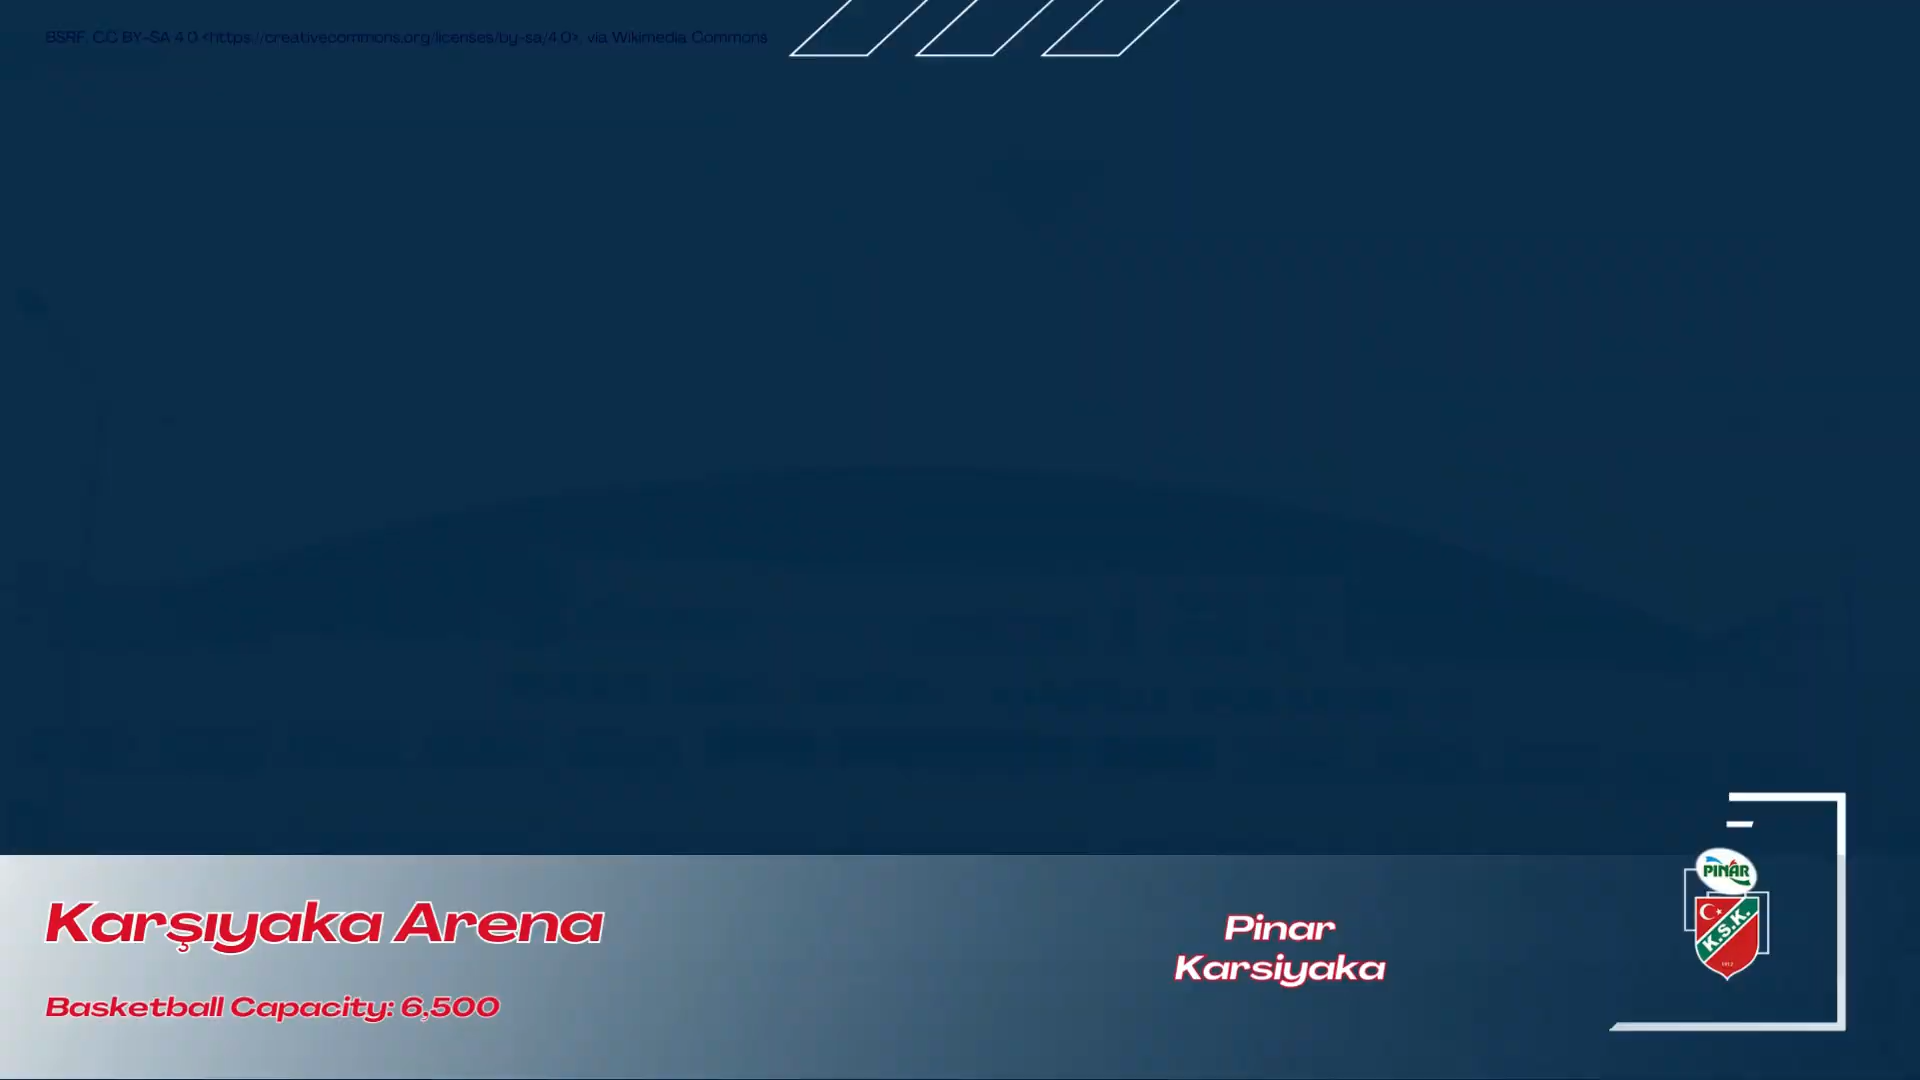 BSRF, CC BY-SA 4.0 <https://creativecommons.org/licenses/by-sa/4.0>, via Wikimedia Commons
Karşıyaka Arena
Basketball Capacity: 6,500
Pinar
Karsiyaka
PINAR
K.S.K.
1912